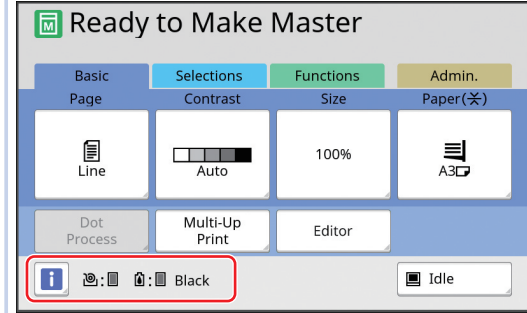 M Ready to Make Master
Basic Selections Functions Admin.
Page Contrast Size Paper(⚹)
Line Auto 100% A3
Dot Process Multi-Up Print Editor
i : : Black Idle